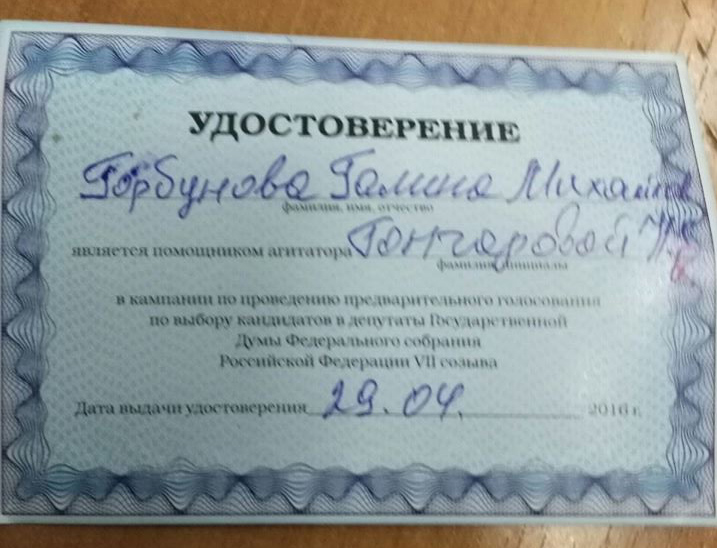 УДОСТОВЕРЕНИЕ
Горбунова Галина
фамилия, имя, отчество
является помощником агитатора Гончаровой
фамилия, инициалы
в кампании по проведению предварительного голосования
по выбору кандидатов в депутаты Государственной
Думы Федерального собрания
Российской Федерации VII созыва
Дата выдачи удостоверения 29.04. 2016 г.